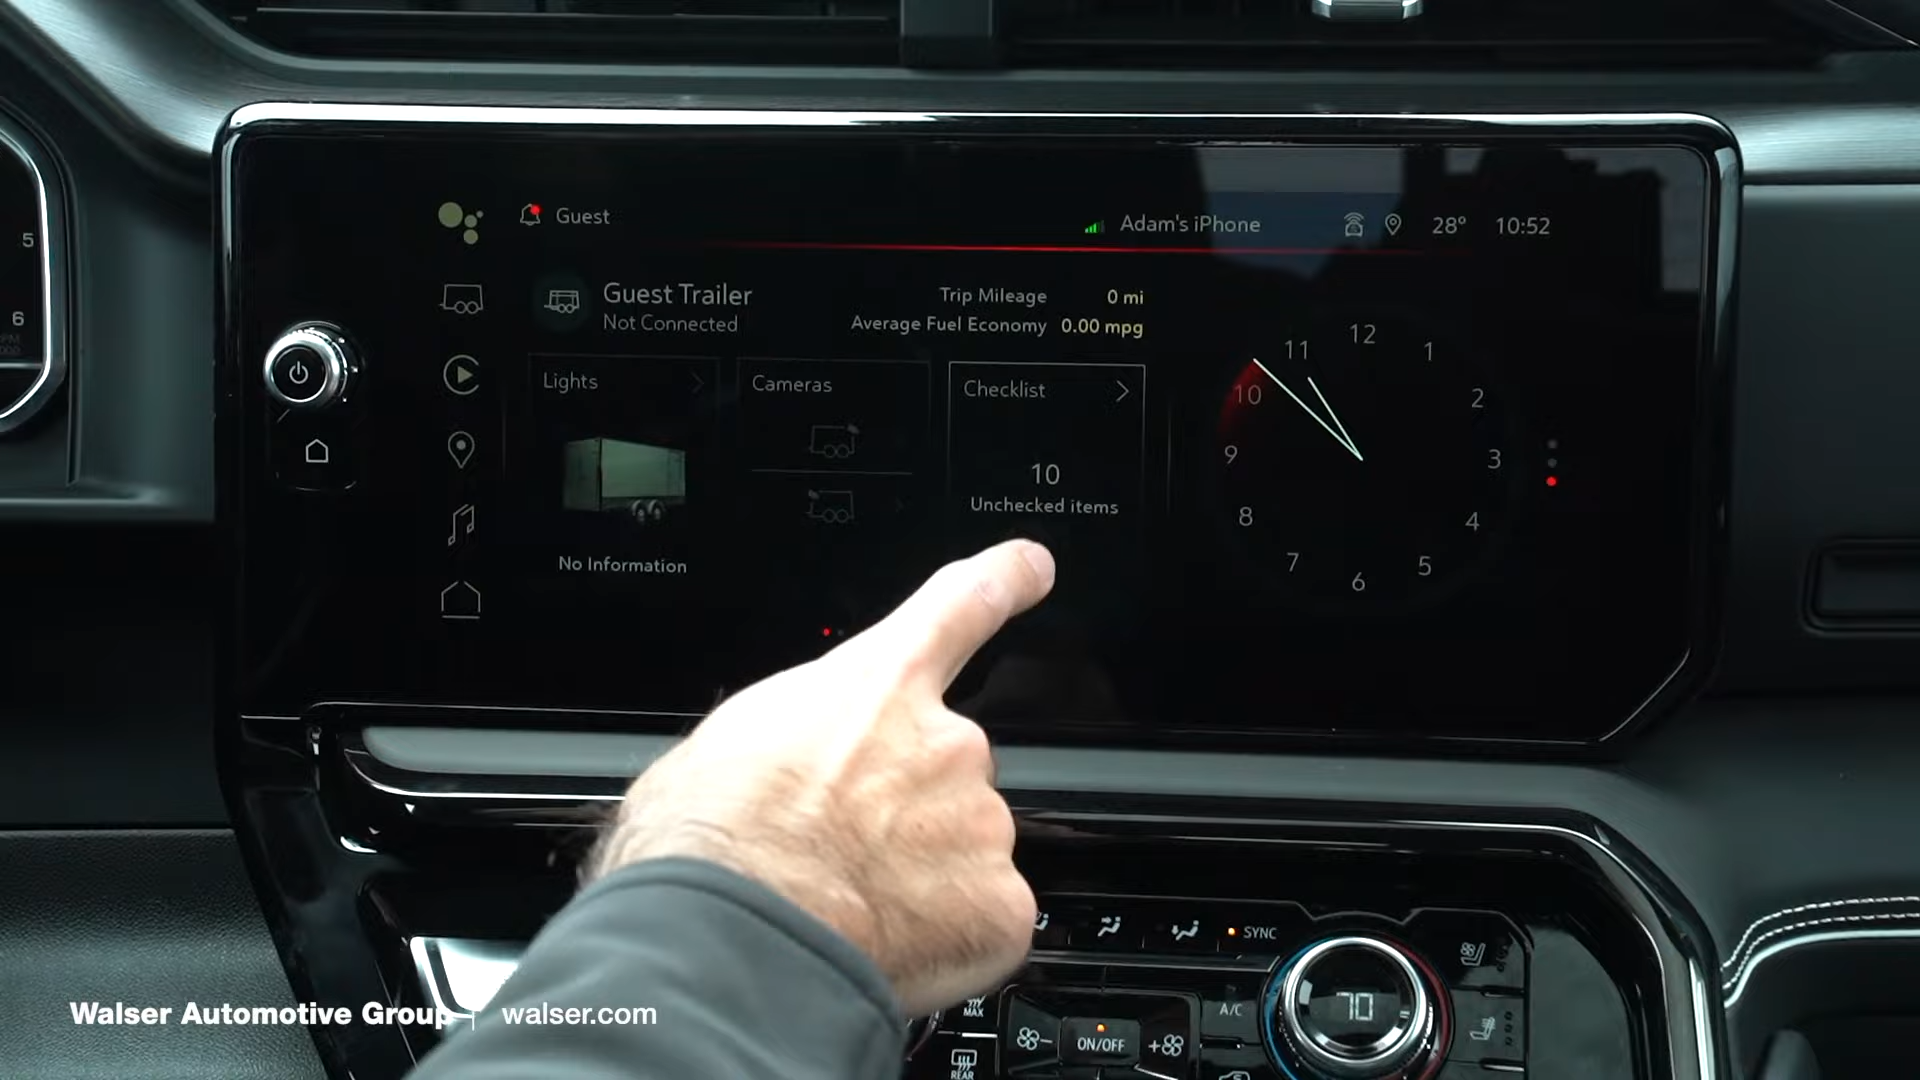 5
6
Guest
Adam's iPhone
28°
10:52
Guest Trailer
Not Connected
Trip Mileage 0 mi
Average Fuel Economy 0.00 mpg
Lights
No Information
Cameras
Checklist
10
Unchecked items
12
1
2
3
4
5
6
7
8
9
10
11
SYNC
MAX
A/C
70
ON/OFF
REAR
Walser Automotive Group | walser.com